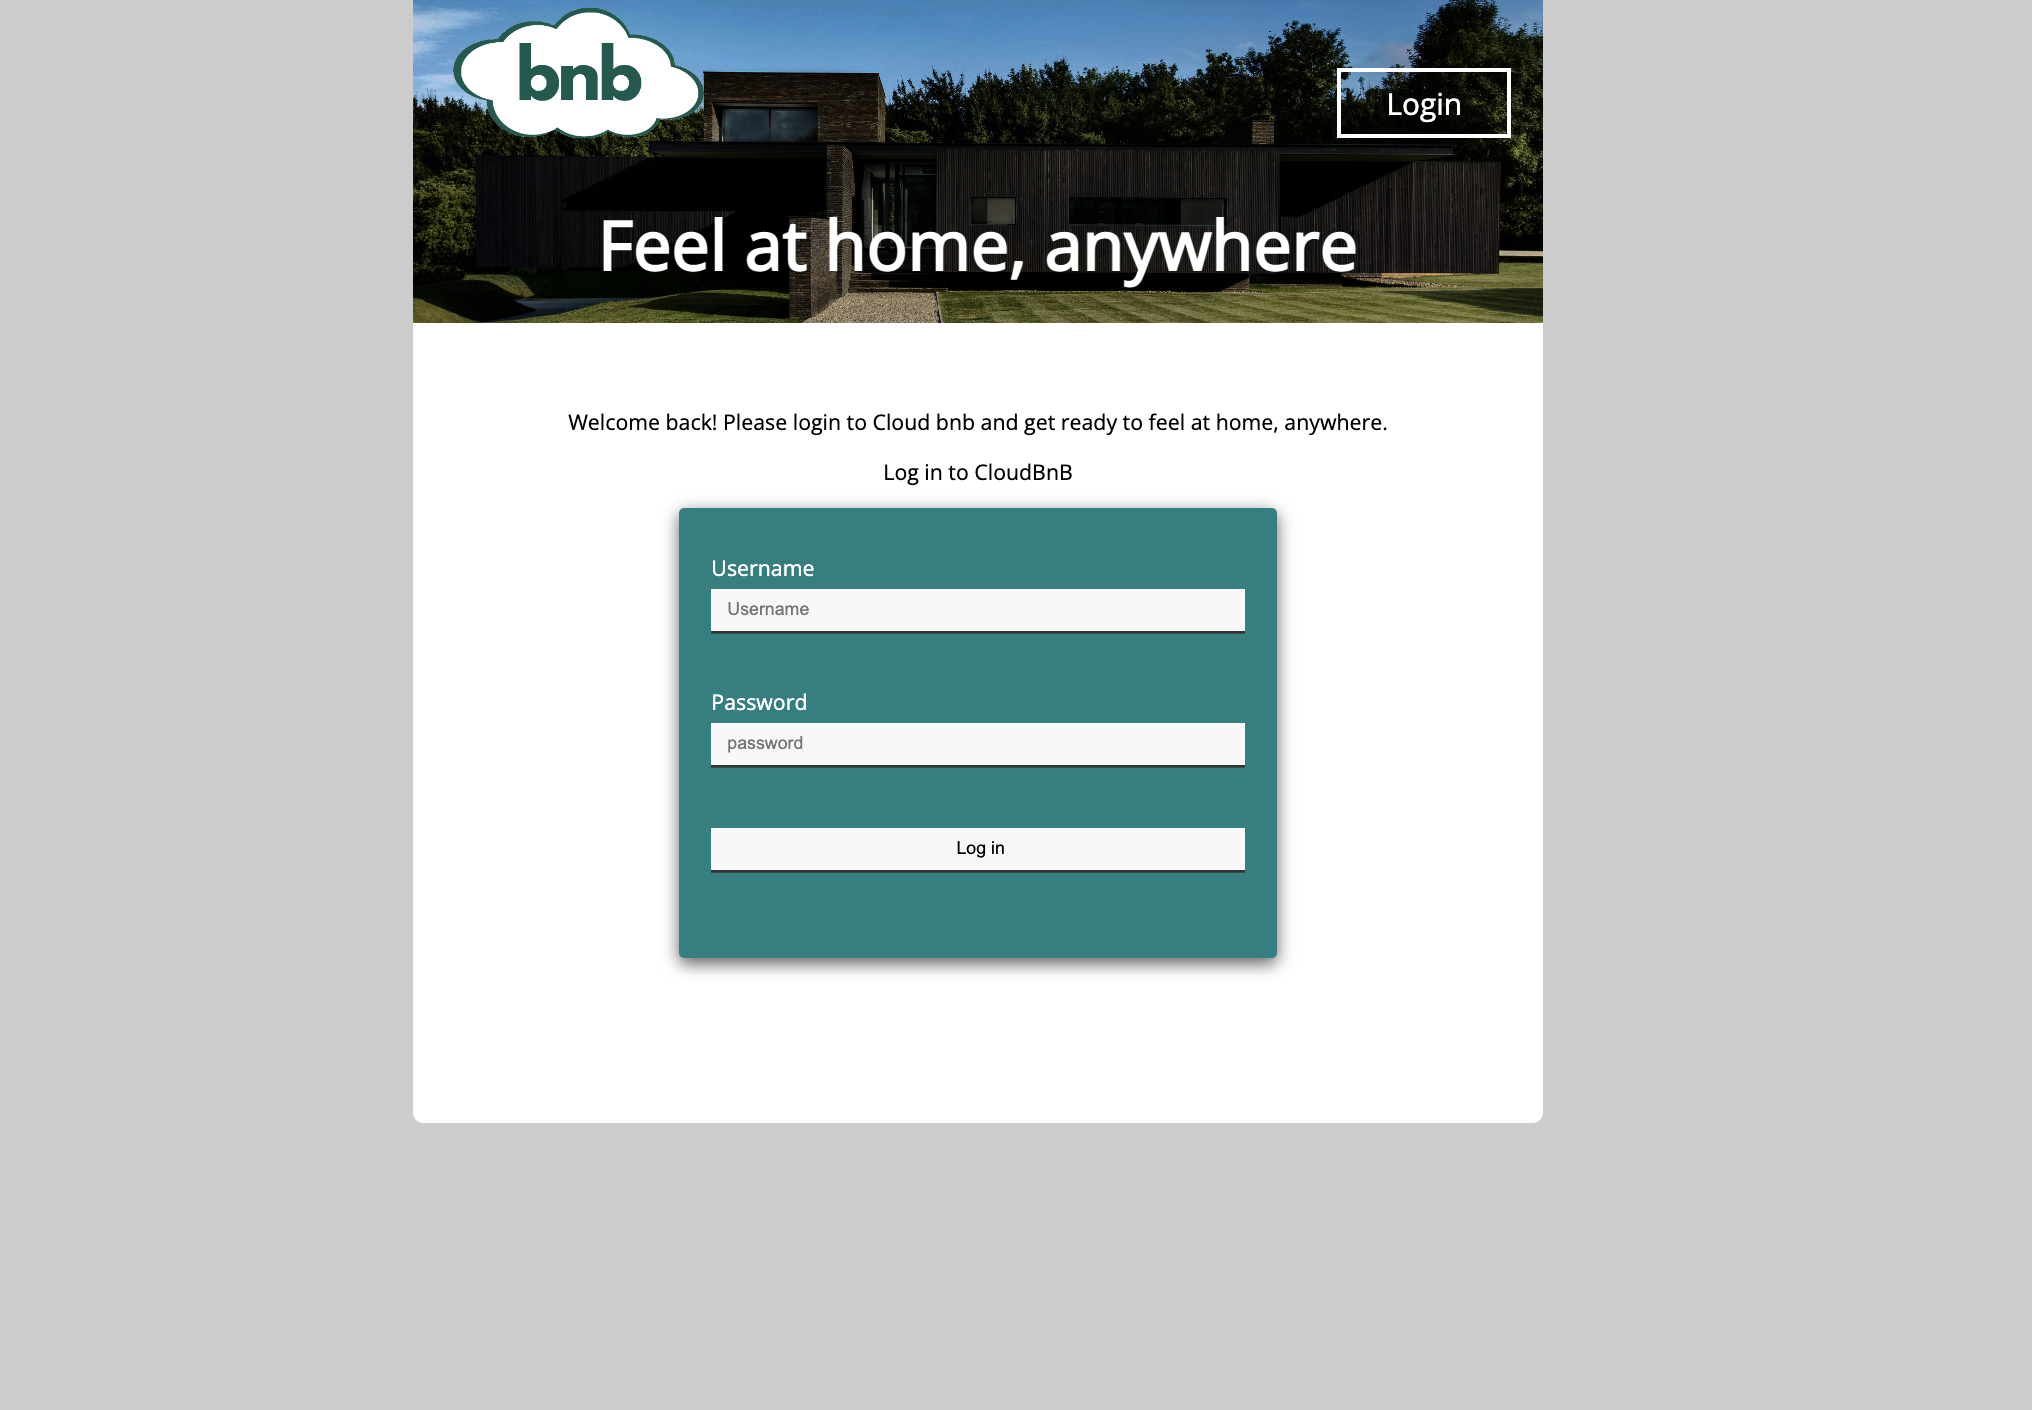 bnb
Login
Feel at home, anywhere
Welcome back! Please login to Cloud bnb and get ready to feel at home, anywhere.
Log in to CloudBnB
Username
Username
Password
password
Log in